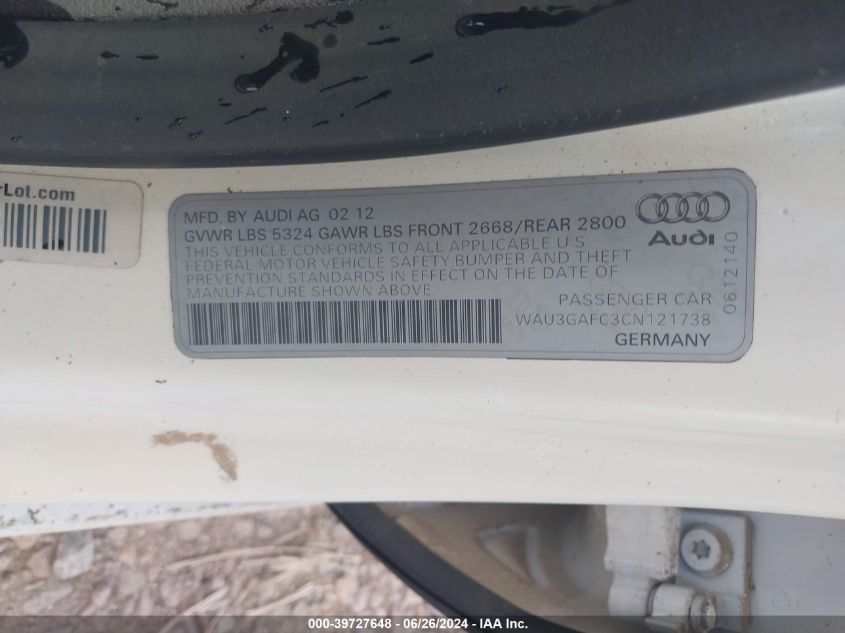 rLot.com
MFD. BY AUDI AG 02 12
GVWR LBS 5324 GAWR LBS FRONT 2668/REAR 2800
THIS VEHICLE CONFORMS TO ALL APPLICABLE U S
FEDERAL MOTOR VEHICLE SAFETY BUMPER AND THEFT
PREVENTION STANDARDS IN EFFECT ON THE DATE OF
MANUFACTURE SHOWN ABOVE
Audi
0612140
PASSENGER CAR
WAU3GAFC3CN121738
GERMANY
000-39727648 - 06/26/2024 - IAA Inc.